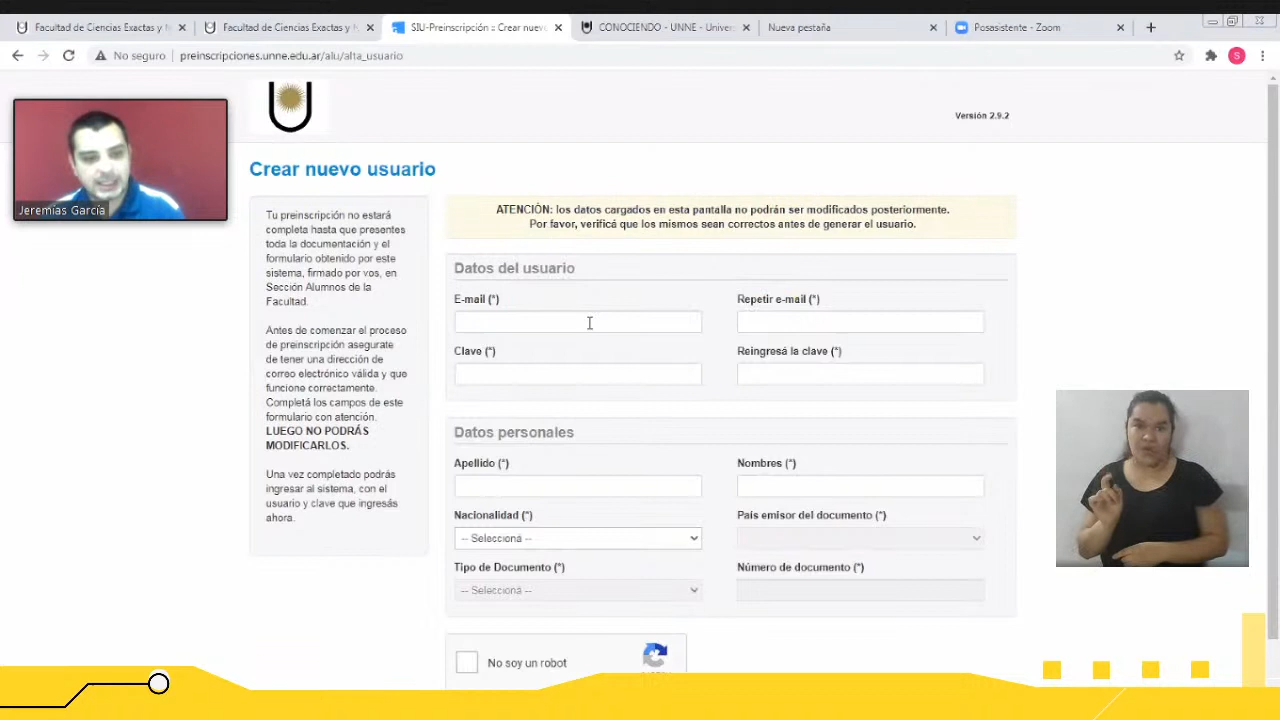 Facultad de Ciencias Exactas y N
Facultad de Ciencias Exactas y N
SIU-Preinscripción :: Crear nuevo
CONOCIENDO - UNNE - Univers
Nueva pestaña
Posasistente - Zoom
No seguro
preinscripciones.unne.edu.ar/alu/alta_usuario
S
Versión 2.9.2
Jeremias García
Crear nuevo usuario
Tu preinscripción no estará
completa hasta que presentes
toda la documentación y el
formulario obtenido por este
sistema, firmado por vos, en
Sección Alumnos de la
Facultad.
Antes de comenzar el proceso
de preinscripción asegurate
de tener una dirección de
correo electrónico válida y que
funcione correctamente.
Completá los campos de este
formulario con atención.
LUEGO NO PODRÁS
MODIFICARLOS.
Una vez completado podrás
ingresar al sistema, con el
usuario y clave que ingresás
ahora.
ATENCIÓN: los datos cargados en esta pantalla no podrán ser modificados posteriormente.
Por favor, verificá que los mismos sean correctos antes de generar el usuario.
Datos del usuario
E-mail (*)
Repetir e-mail (*)
Clave (*)
Reingresá la clave (*)
Datos personales
Apellido (*)
Nombres (*)
Nacionalidad (*)
País emisor del documento (*)
-- Seleccioná --
Tipo de Documento (*)
Número de documento (*)
-- Seleccioná --
No soy un robot